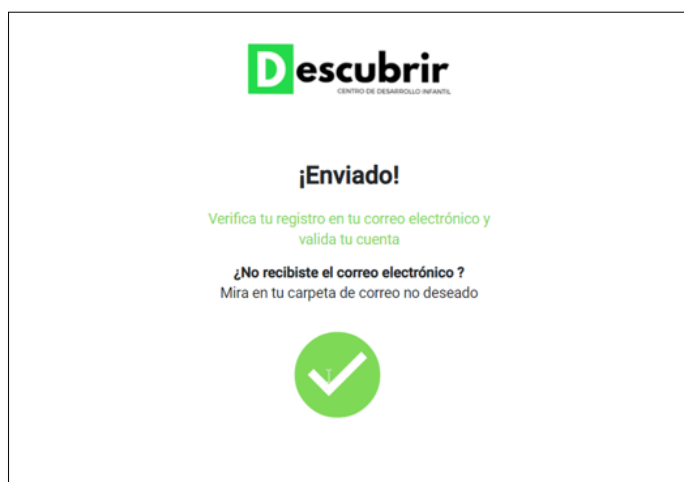 Descubrir
CENTRO DE DESARROLLO INFANTIL
¡Enviado!
Verifica tu registro en tu correo electrónico y
valida tu cuenta
¿No recibiste el correo electrónico ?
Mira en tu carpeta de correo no deseado